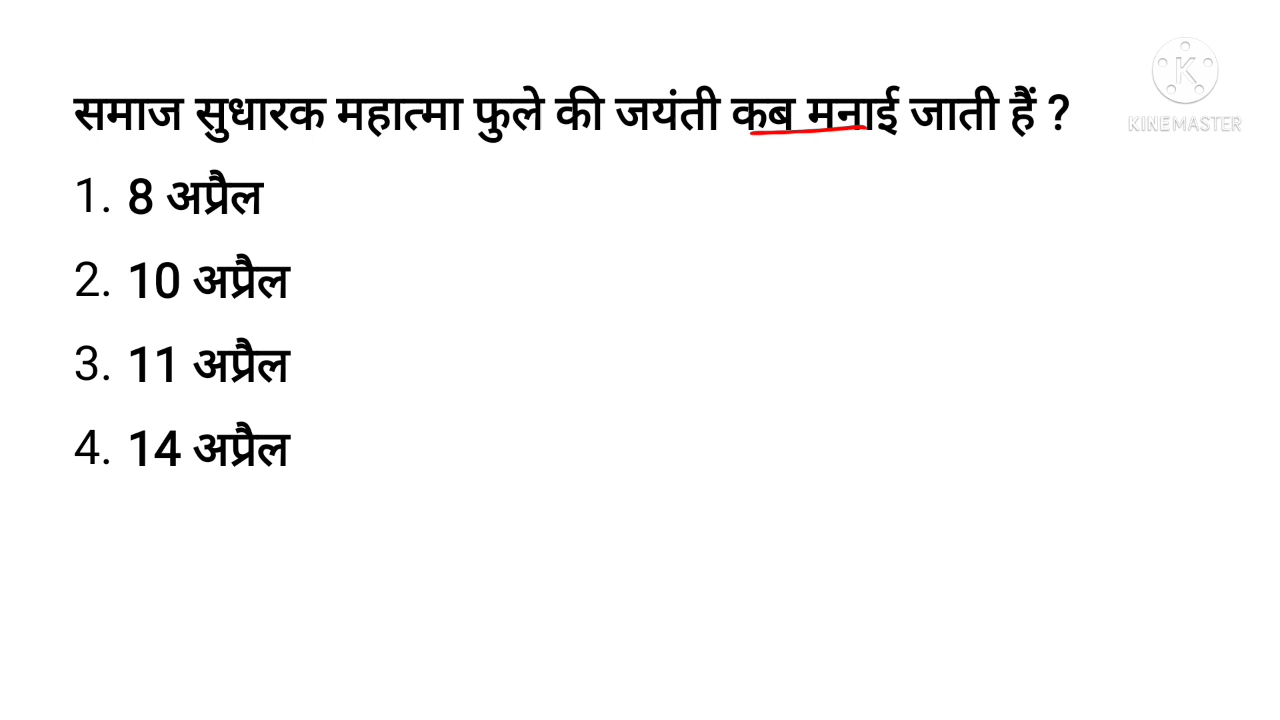 समाज सुधारक महात्मा फुले की जयंती कब मनाई जाती हैं ?
1. 8 अप्रैल
2. 10 अप्रैल
3. 11 अप्रैल
4. 14 अप्रैल
K
KINEMASTER